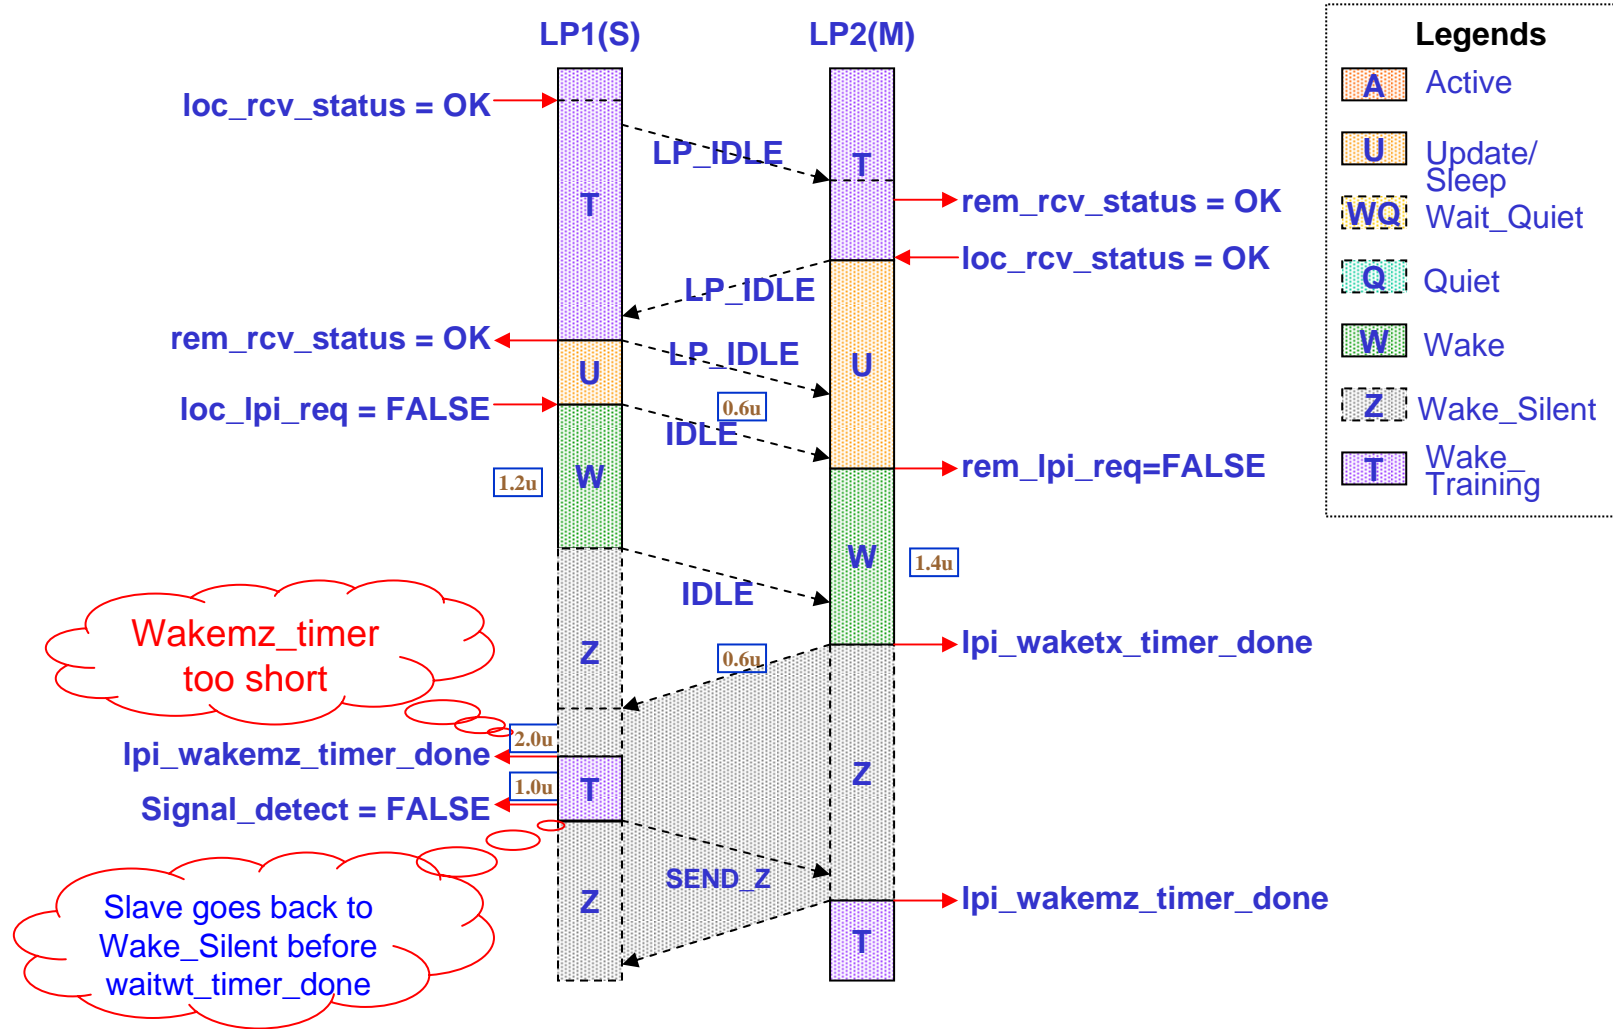 LP1(S)
LP2(M)
Legends
A
Active
U
Update/
Sleep
WQ
Wait_Quiet
Q
Quiet
W
Wake
Z
Wake_Silent
T
Wake_
Training
loc_rcv_status = OK
LP_IDLE
T
T
rem_rcv_status = OK
loc_rcv_status = OK
LP_IDLE
rem_rcv_status = OK
LP_IDLE
U
U
loc_lpi_req = FALSE
0.6u
IDLE
rem_lpi_req=FALSE
W
1.2u
W
1.4u
IDLE
Wakemz_timer
too short
Z
0.6u
lpi_waketx_timer_done
2.0u
lpi_wakemz_timer_done
Z
T
1.0u
Signal_detect = FALSE
SEND_Z
Z
lpi_wakemz_timer_done
T
Slave goes back to
Wake_Silent before
waitwt_timer_done